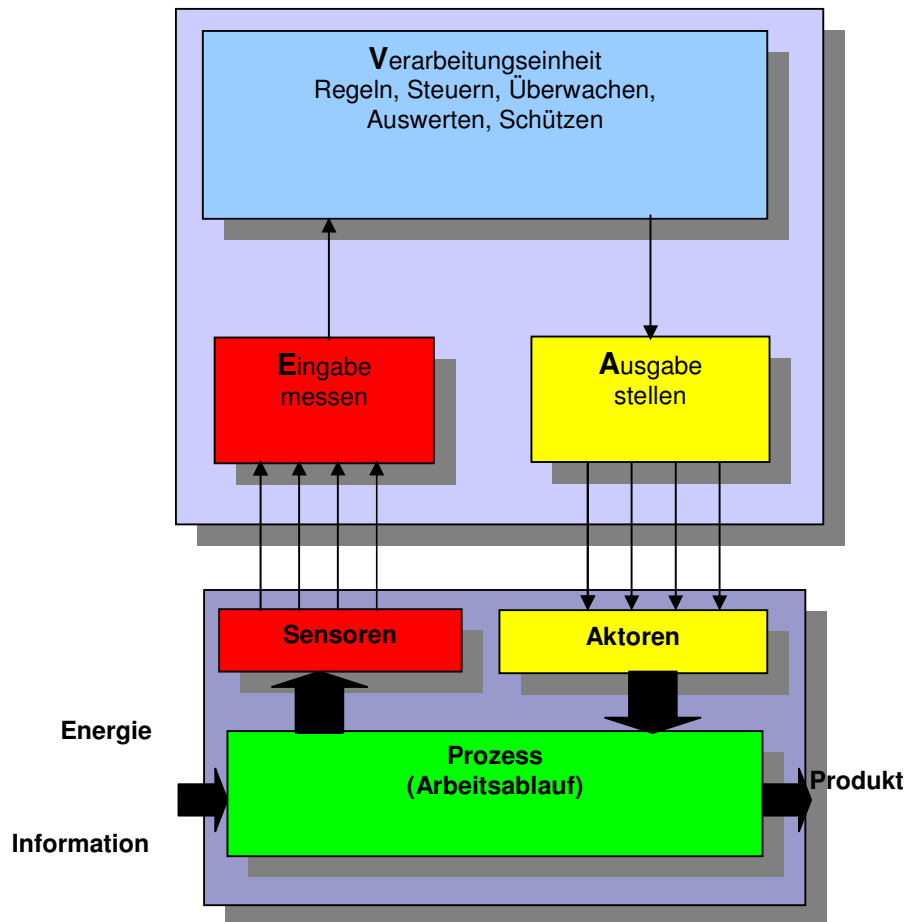 Verarbeitungseinheit
Regeln, Steuern, Überwachen,
Auswerten, Schützen
Eingabe
messen
Ausgabe
stellen
Sensoren
Aktoren
Energie
Prozess
(Arbeitsablauf)
Produkt
Information